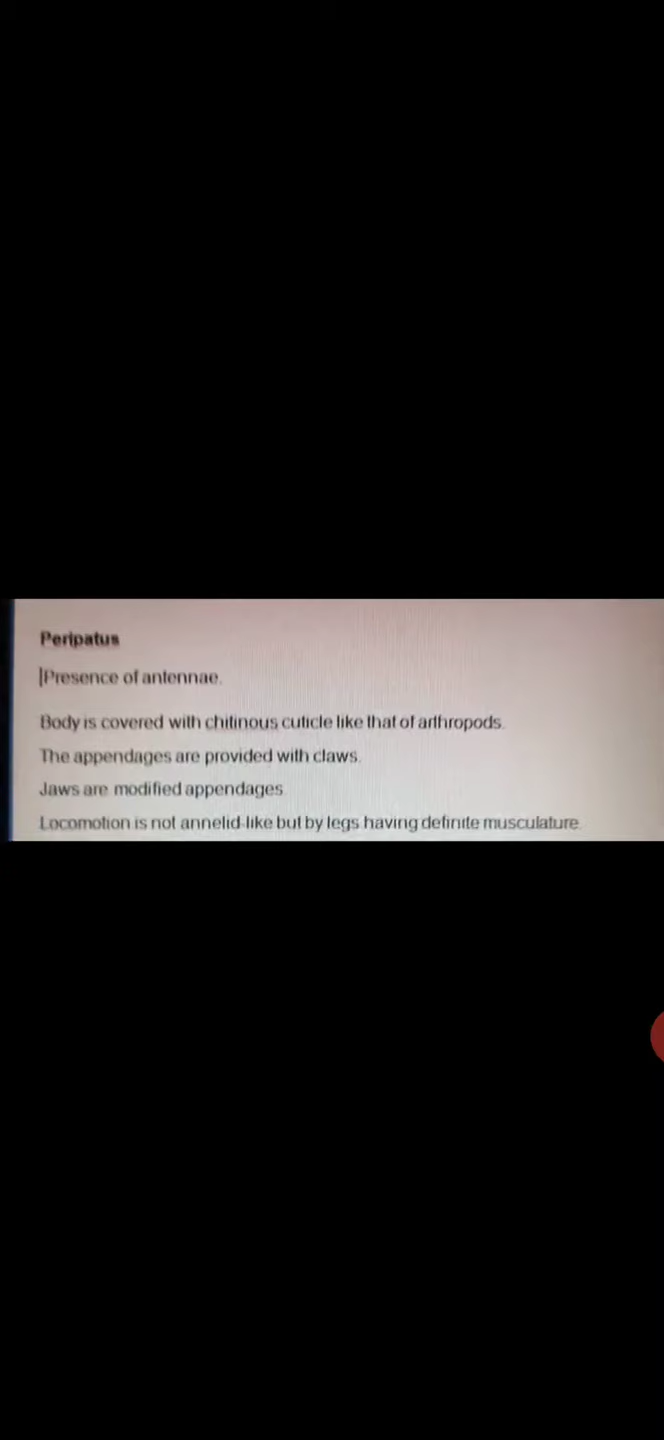 Peripatus
Presence of antennae.
Body is covered with chitinous cuticle like that of arthropods.
The appendages are provided with claws.
Jaws are modified appendages
Locomotion is not annelid-like but by legs having definite musculature.